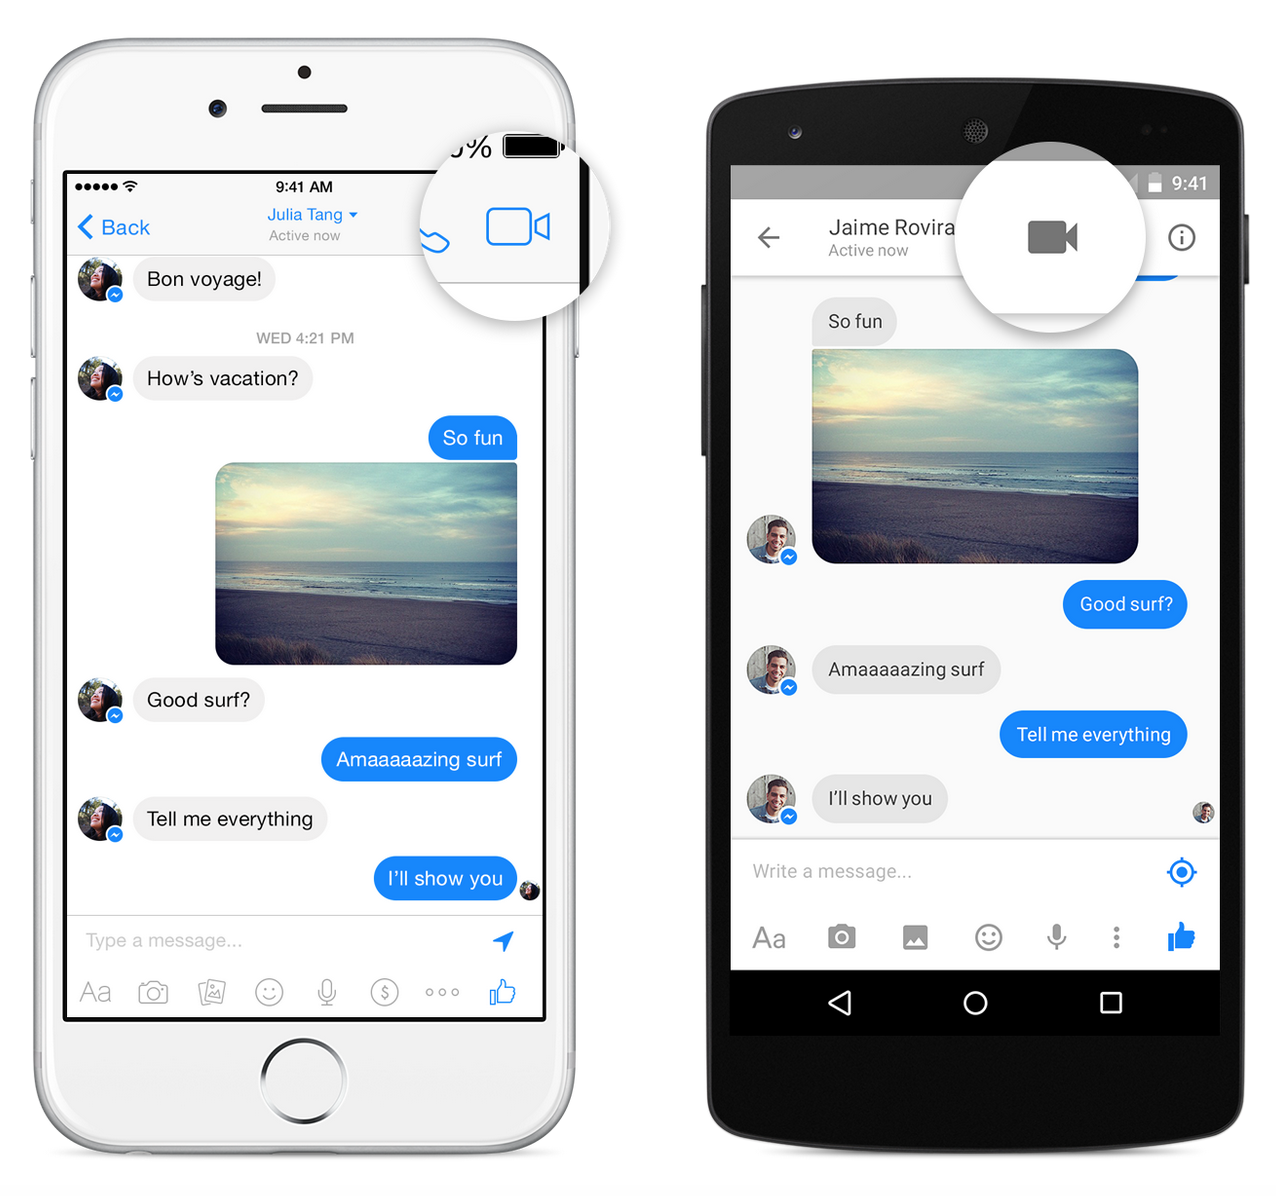 9:41 AM
%
Back
Julia Tang
Active now
Bon voyage!
WED 4:21 PM
How's vacation?
So fun
Good surf?
Amaaaaazing surf
Tell me everything
I'll show you
Type a message...
Aa
$
9:41
Jaime Rovira
Active now
So fun
Good surf?
Amaaaaazing surf
Tell me everything
I'll show you
Write a message...
Aa